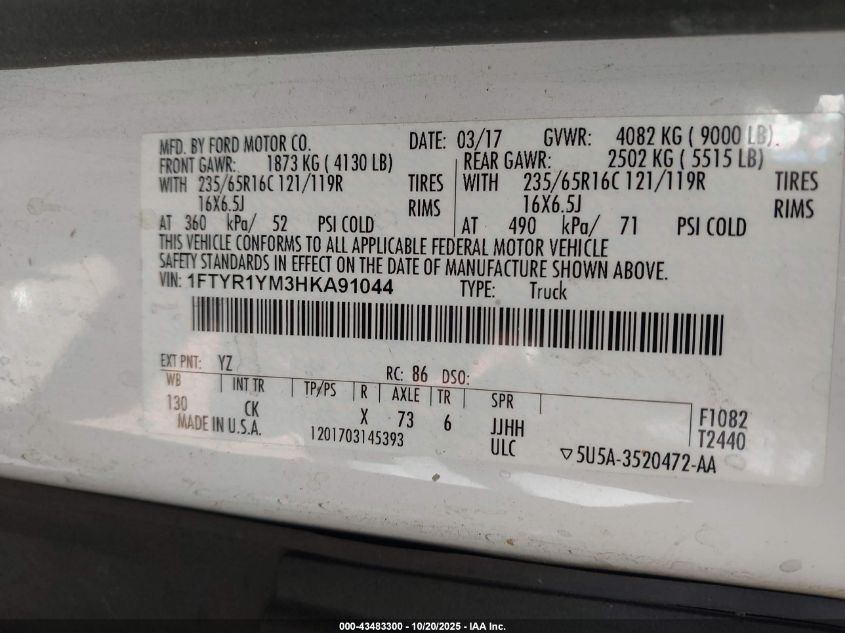 MFD. BY FORD MOTOR CO. DATE: 03/17 GVWR: 4082 KG ( 9000 LB).
FRONT GAWR: 1873 KG ( 4130 LB) REAR GAWR: 2502 KG ( 5515 LB)
WITH 235/65R16C 121/119R TIRES WITH 235/65R16C 121/119R TIRES
16X6.5J RIMS 16X6.5J RIMS
AT 360 kPa/ 52 PSI COLD AT 490 kPa/ 71 PSI COLD
THIS VEHICLE CONFORMS TO ALL APPLICABLE FEDERAL MOTOR VEHICLE
SAFETY STANDARDS IN EFFECT ON THE DATE OF MANUFACTURE SHOWN ABOVE.
VIN: 1FTYR1YM3HKA91044 TYPE: Truck
EXT PNT: YZ RC: 86 DSO:
WB INT TR TP/PS R AXLE TR SPR
130 CK X 73 6 JJHH F1082
MADE IN U.S.A. 1201703145393 ULC T2440
▽5U5A-3520472-AA
000-43483300 - 10/20/2025 - IAA Inc.